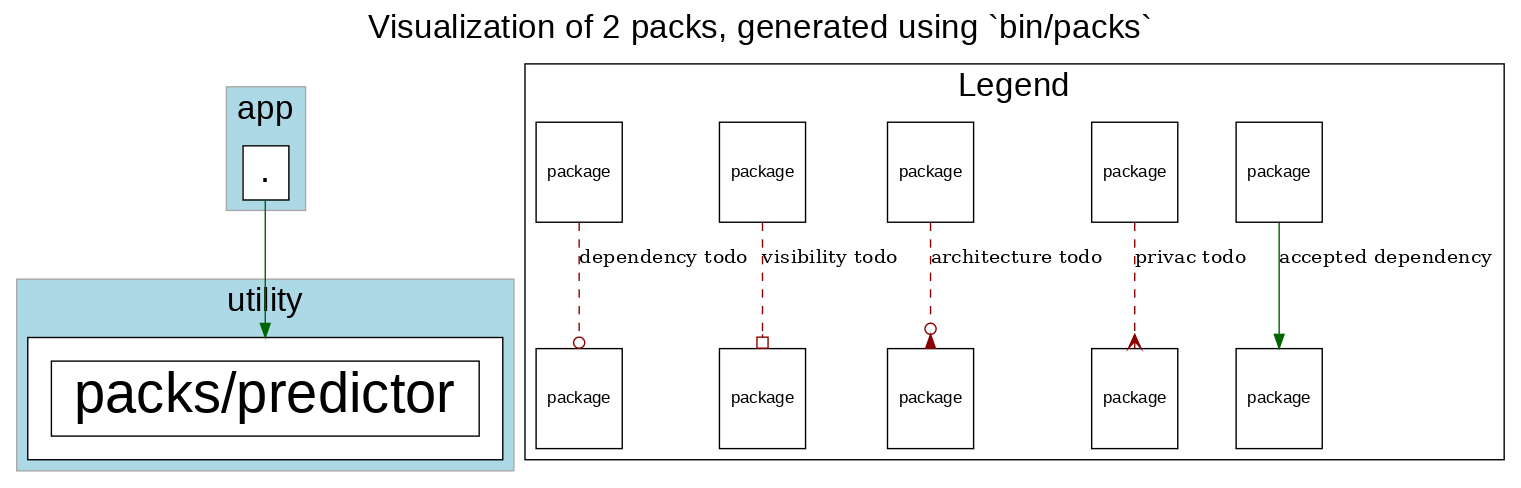 Visualization of 2 packs, generated using `bin/packs`
app
.
utility
packs/predictor
Legend
package package package package package
dependency todo visibility todo architecture todo privac todo accepted dependency
package package package package package